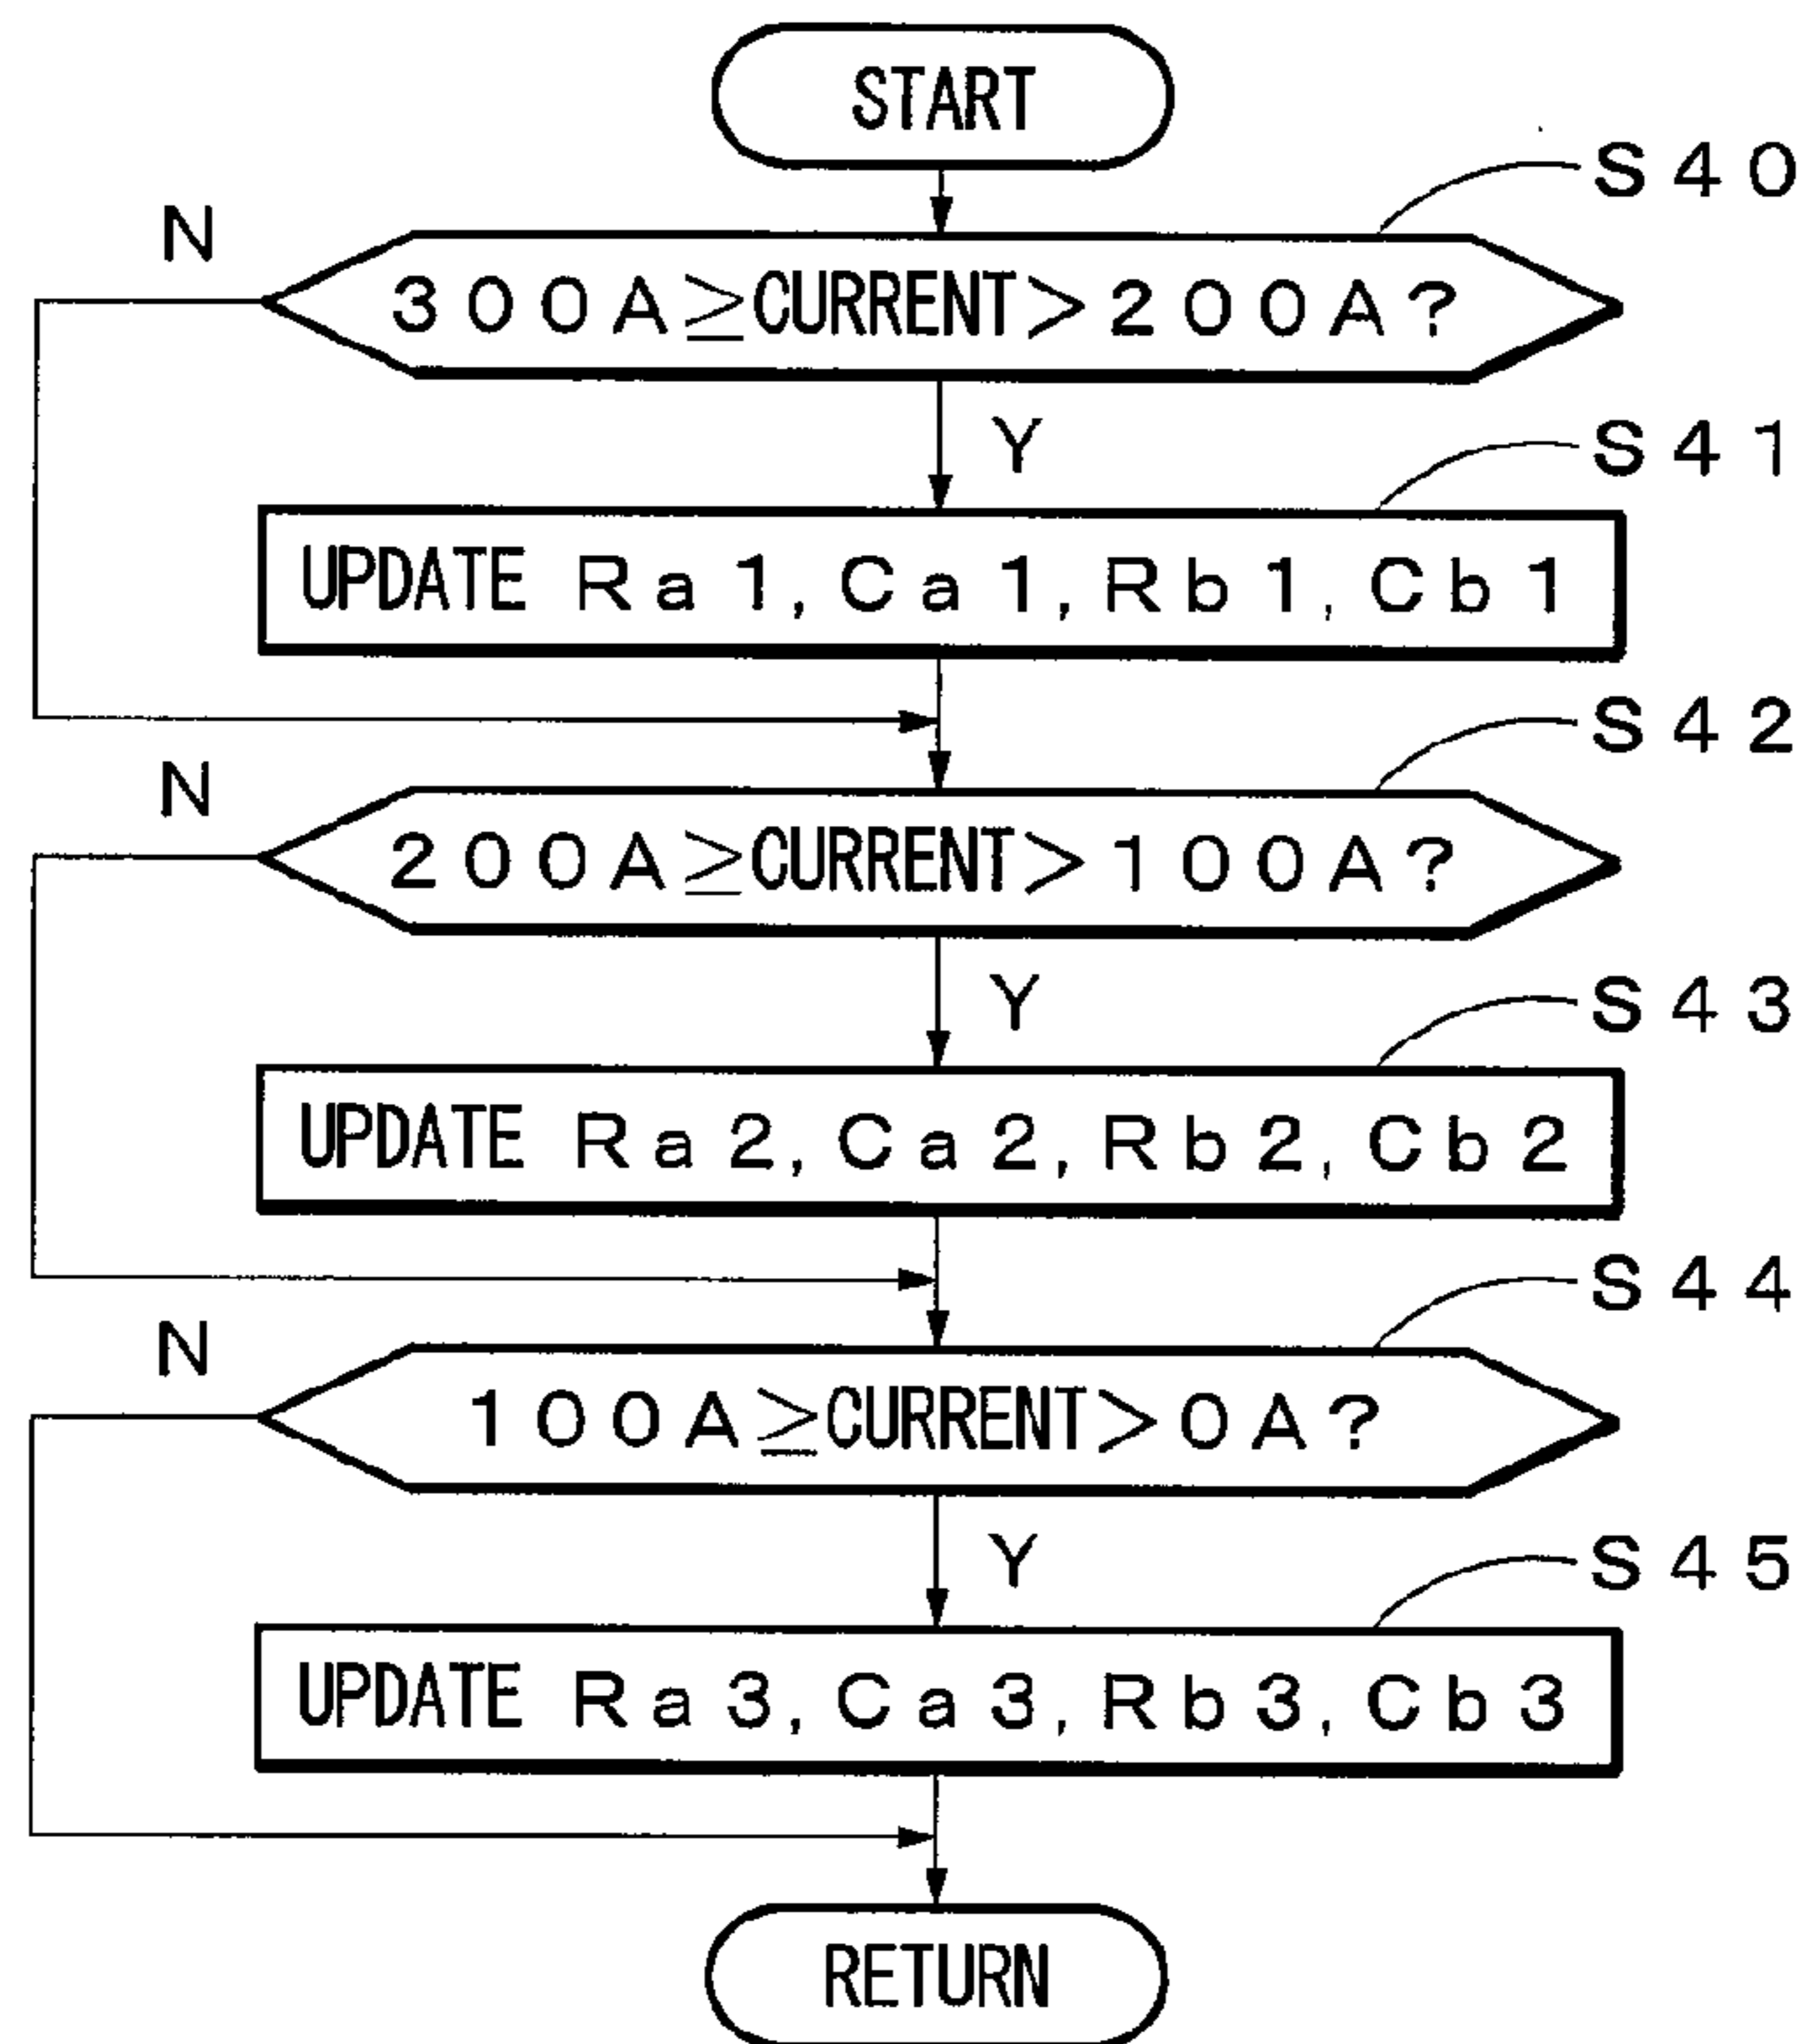 START
S40
N
300A≧CURRENT>200A?
Y
S41
UPDATE Ra1,Ca1,Rb1,Cb1
S42
N
200A≧CURRENT>100A?
Y
S43
UPDATE Ra2,Ca2,Rb2,Cb2
S44
N
100A≧CURRENT>0A?
Y
S45
UPDATE Ra3,Ca3,Rb3,Cb3
RETURN